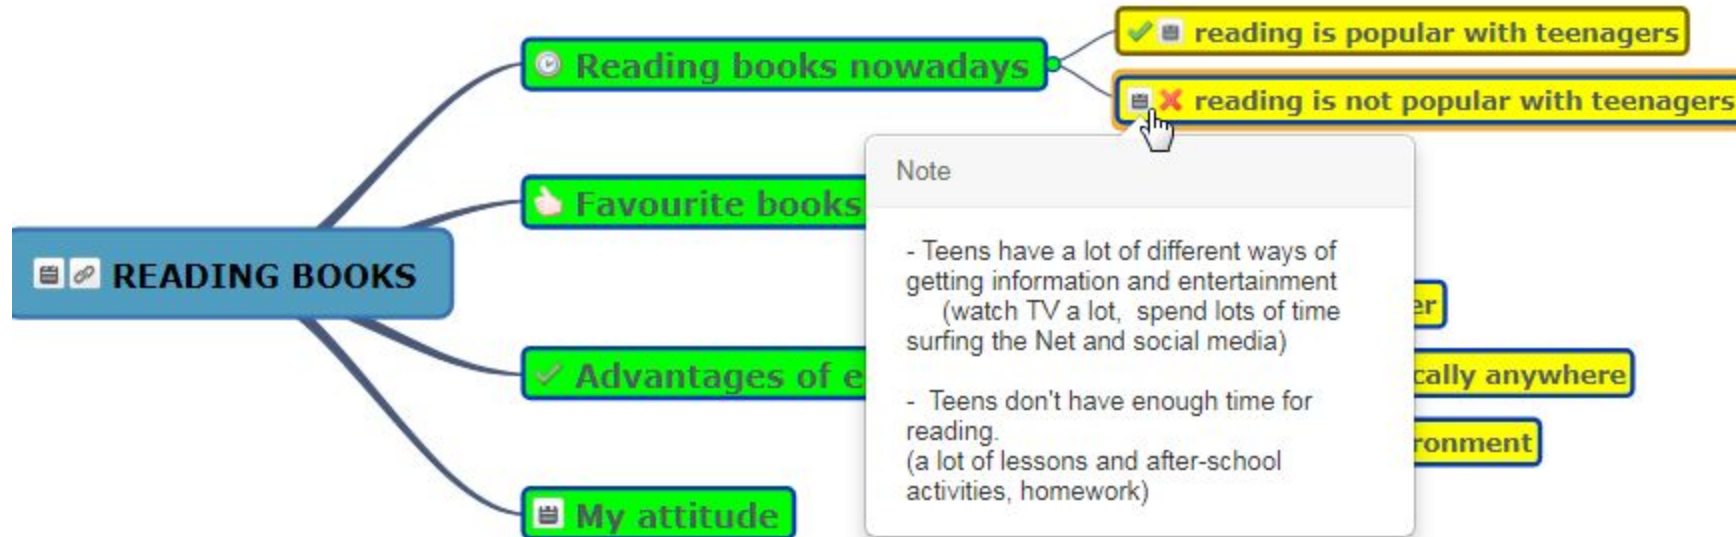 READING BOOKS
Reading books nowadays
reading is popular with teenagers
reading is not popular with teenagers
Favourite books
Advantages of e
er
cally anywhere
ronment
My attitude
Note
- Teens have a lot of different ways of
getting information and entertainment
(watch TV a lot, spend lots of time
surfing the Net and social media)
- Teens don't have enough time for
reading.
(a lot of lessons and after-school
activities, homework)